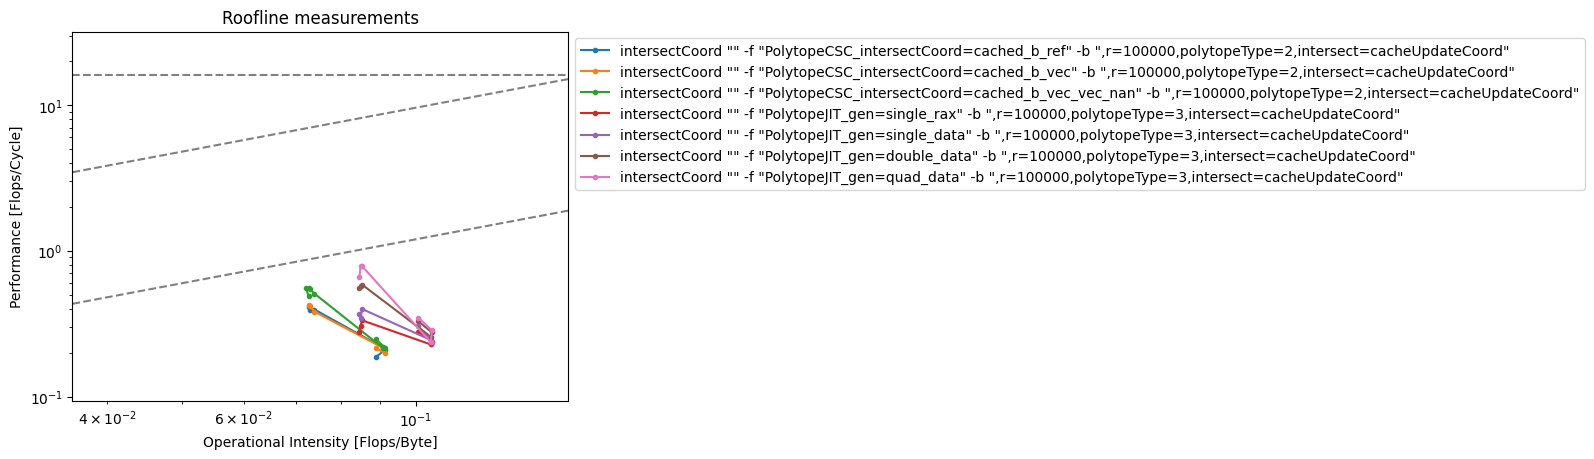 Roofline measurements
Performance [Flops/Cycle]
10^1
10^0
10^-1
4 × 10^-2
6 × 10^-2
10^-1
Operational Intensity [Flops/Byte]
intersectCoord "" -f "PolytopeCSC_intersectCoord=cached_b_ref" -b ",r=100000,polytopeType=2,intersect=cacheUpdateCoord"
intersectCoord "" -f "PolytopeCSC_intersectCoord=cached_b_vec" -b ",r=100000,polytopeType=2,intersect=cacheUpdateCoord"
intersectCoord "" -f "PolytopeCSC_intersectCoord=cached_b_vec_vec_nan" -b ",r=100000,polytopeType=2,intersect=cacheUpdateCoord"
intersectCoord "" -f "PolytopeJIT_gen=single_rax" -b ",r=100000,polytopeType=3,intersect=cacheUpdateCoord"
intersectCoord "" -f "PolytopeJIT_gen=single_data" -b ",r=100000,polytopeType=3,intersect=cacheUpdateCoord"
intersectCoord "" -f "PolytopeJIT_gen=double_data" -b ",r=100000,polytopeType=3,intersect=cacheUpdateCoord"
intersectCoord "" -f "PolytopeJIT_gen=quad_data" -b ",r=100000,polytopeType=3,intersect=cacheUpdateCoord"